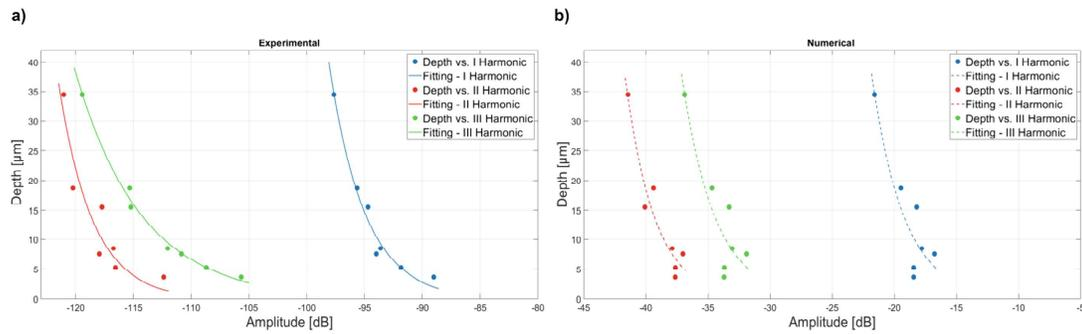 a)
Experimental
Depth [µm]
40
35
30
25
20
15
10
5
0
-120
-115
-110
-105
-100
-95
-90
-85
-80
Amplitude [dB]
Depth vs. I Harmonic
Fitting - I Harmonic
Depth vs. II Harmonic
Fitting - II Harmonic
Depth vs. III Harmonic
Fitting - III Harmonic
b)
Numerical
Depth [µm]
40
35
30
25
20
15
10
5
0
-45
-40
-35
-30
-25
-20
-15
-10
Amplitude [dB]
Depth vs. I Harmonic
Fitting - I Harmonic
Depth vs. II Harmonic
Fitting - II Harmonic
Depth vs. III Harmonic
Fitting - III Harmonic